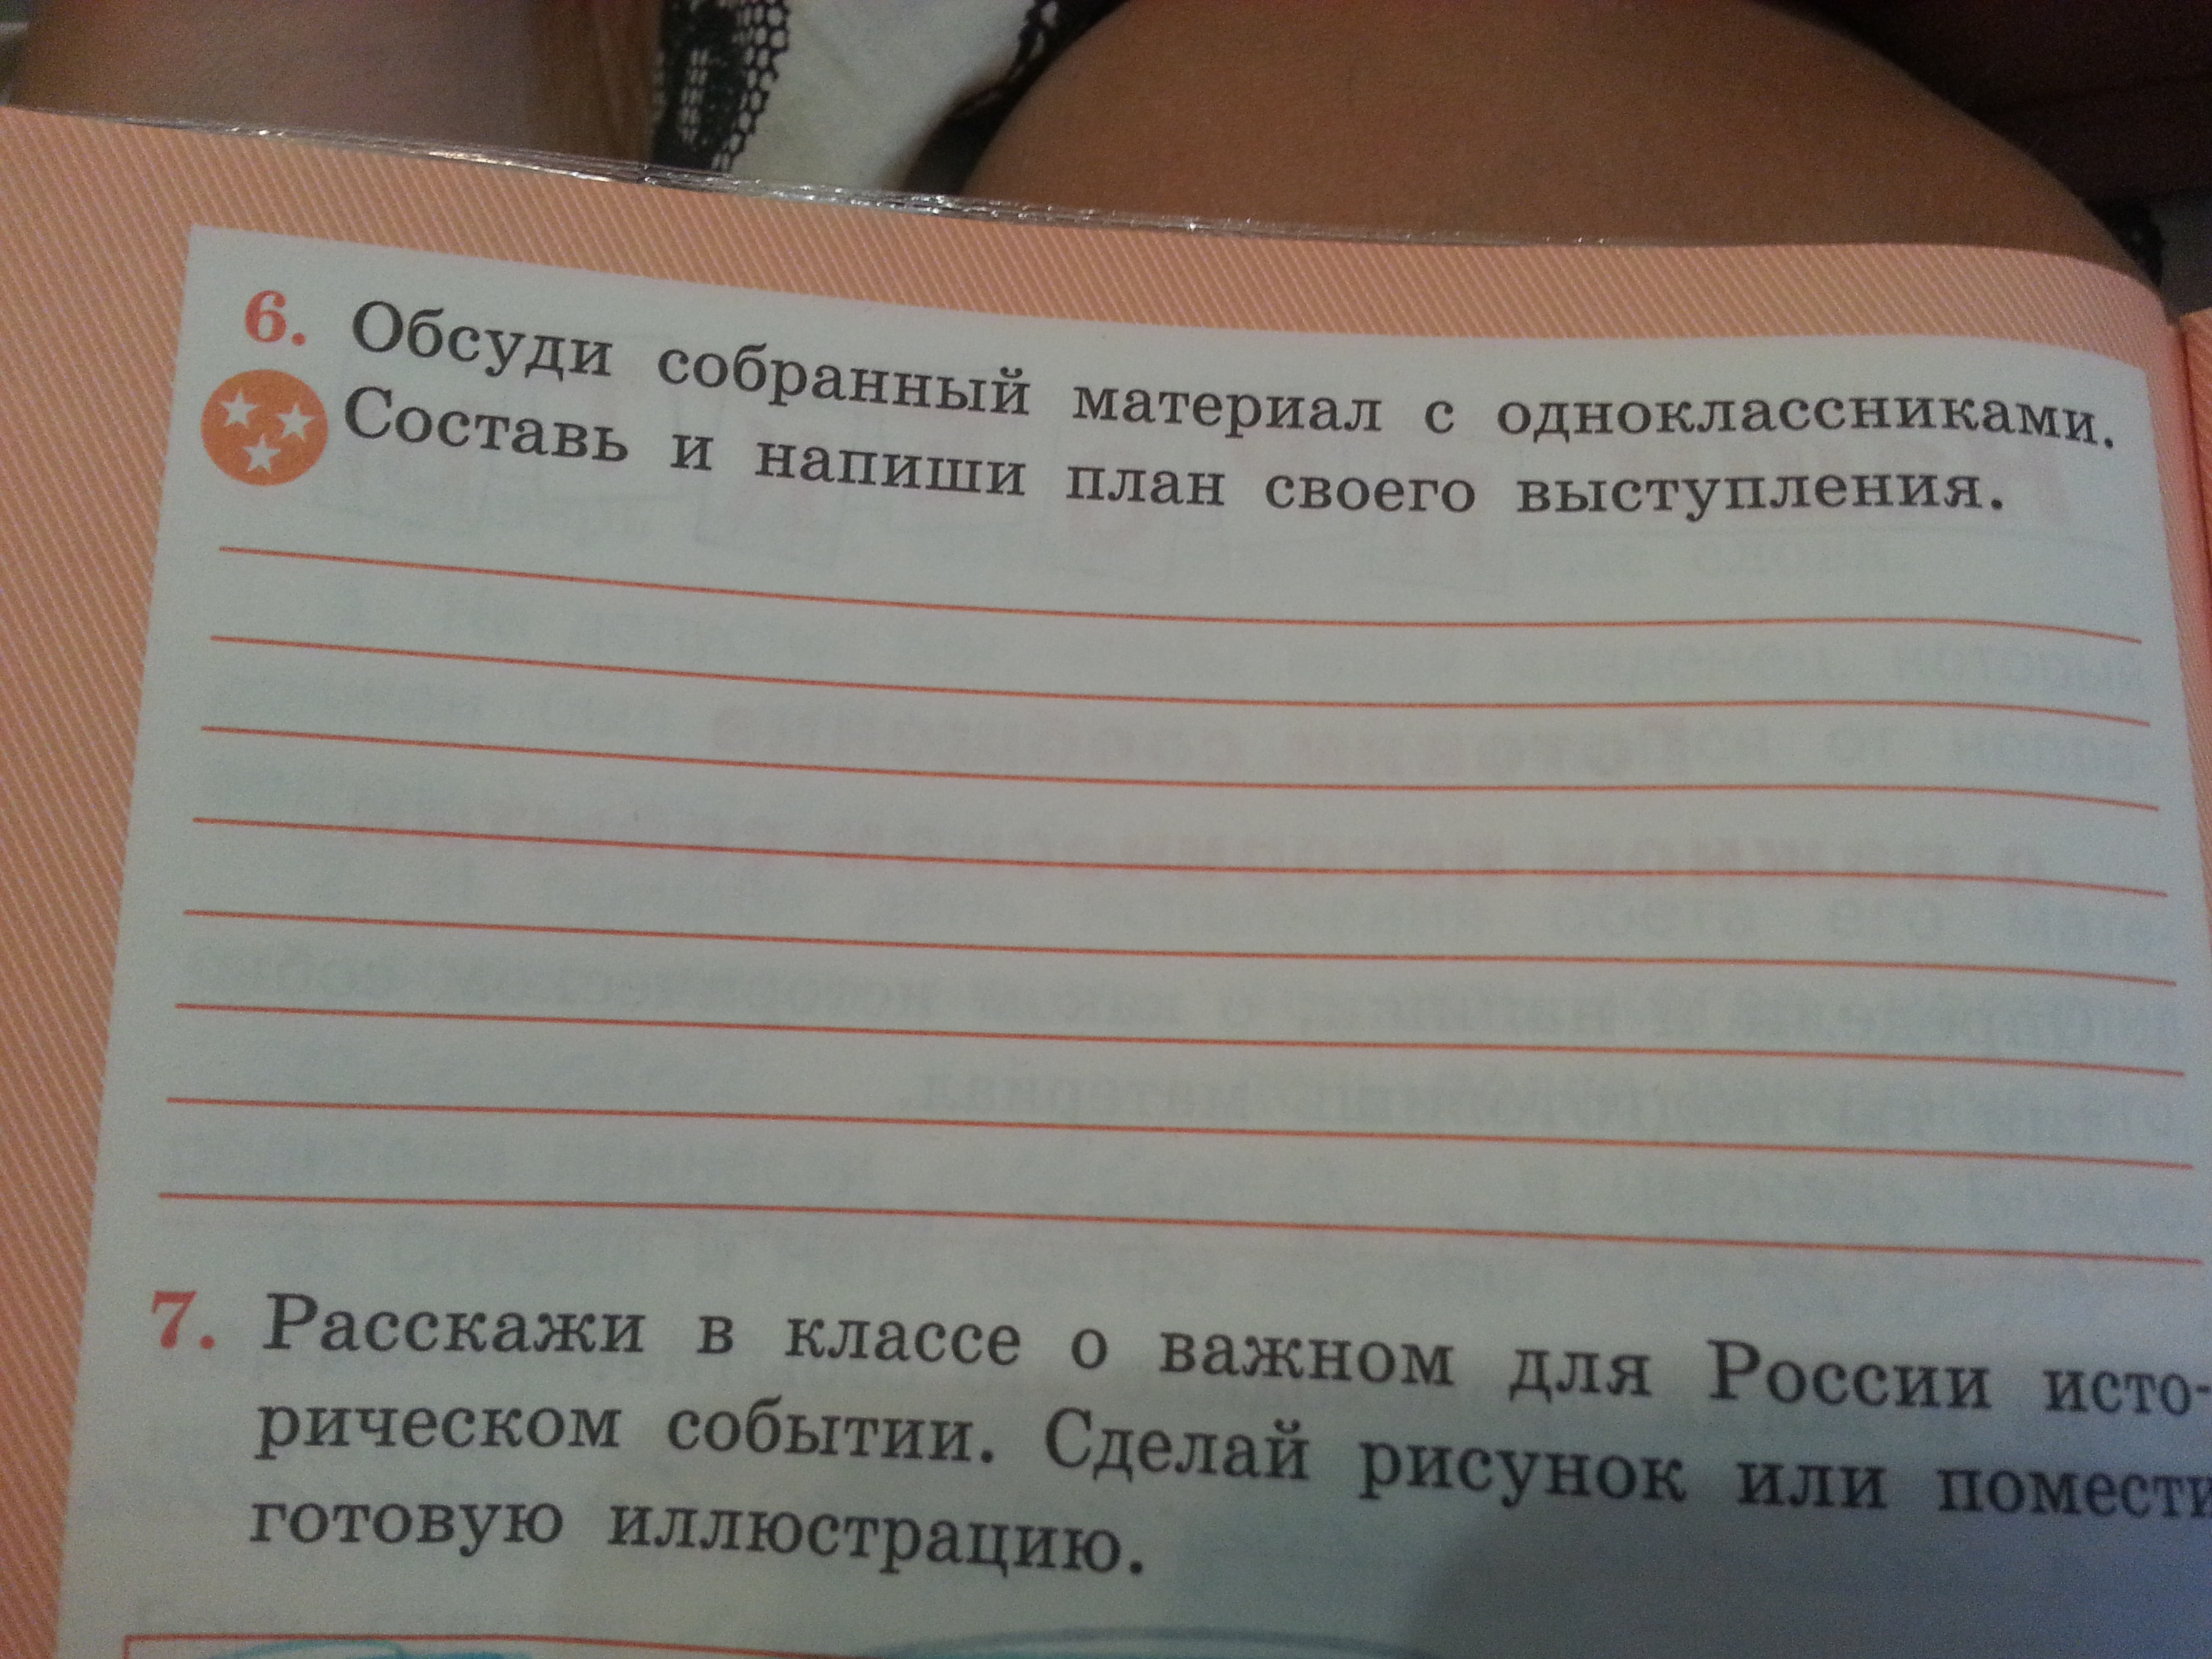 6. Обсуди собранный материал с одноклассниками.
Составь и напиши план своего выступления.
7. Расскажи в классе о важном для России исто-
рическом событии. Сделай рисунок или помести
готовую иллюстрацию.